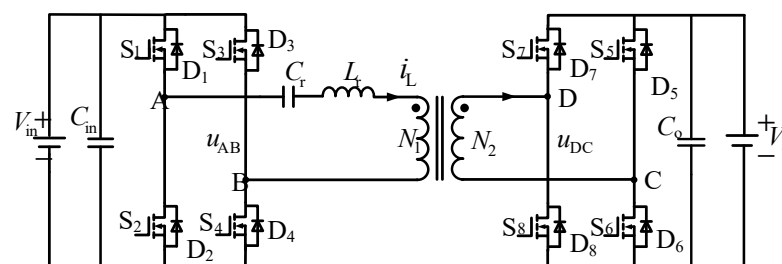 S1 S3 D3 S7 S5
D1 Cr Lr iL D7 D5
A D
Vin + − Cin uAB N1 N2 uDC Co + − V
B C
S2 S4 D4 S8 S6
D2 D8 D6